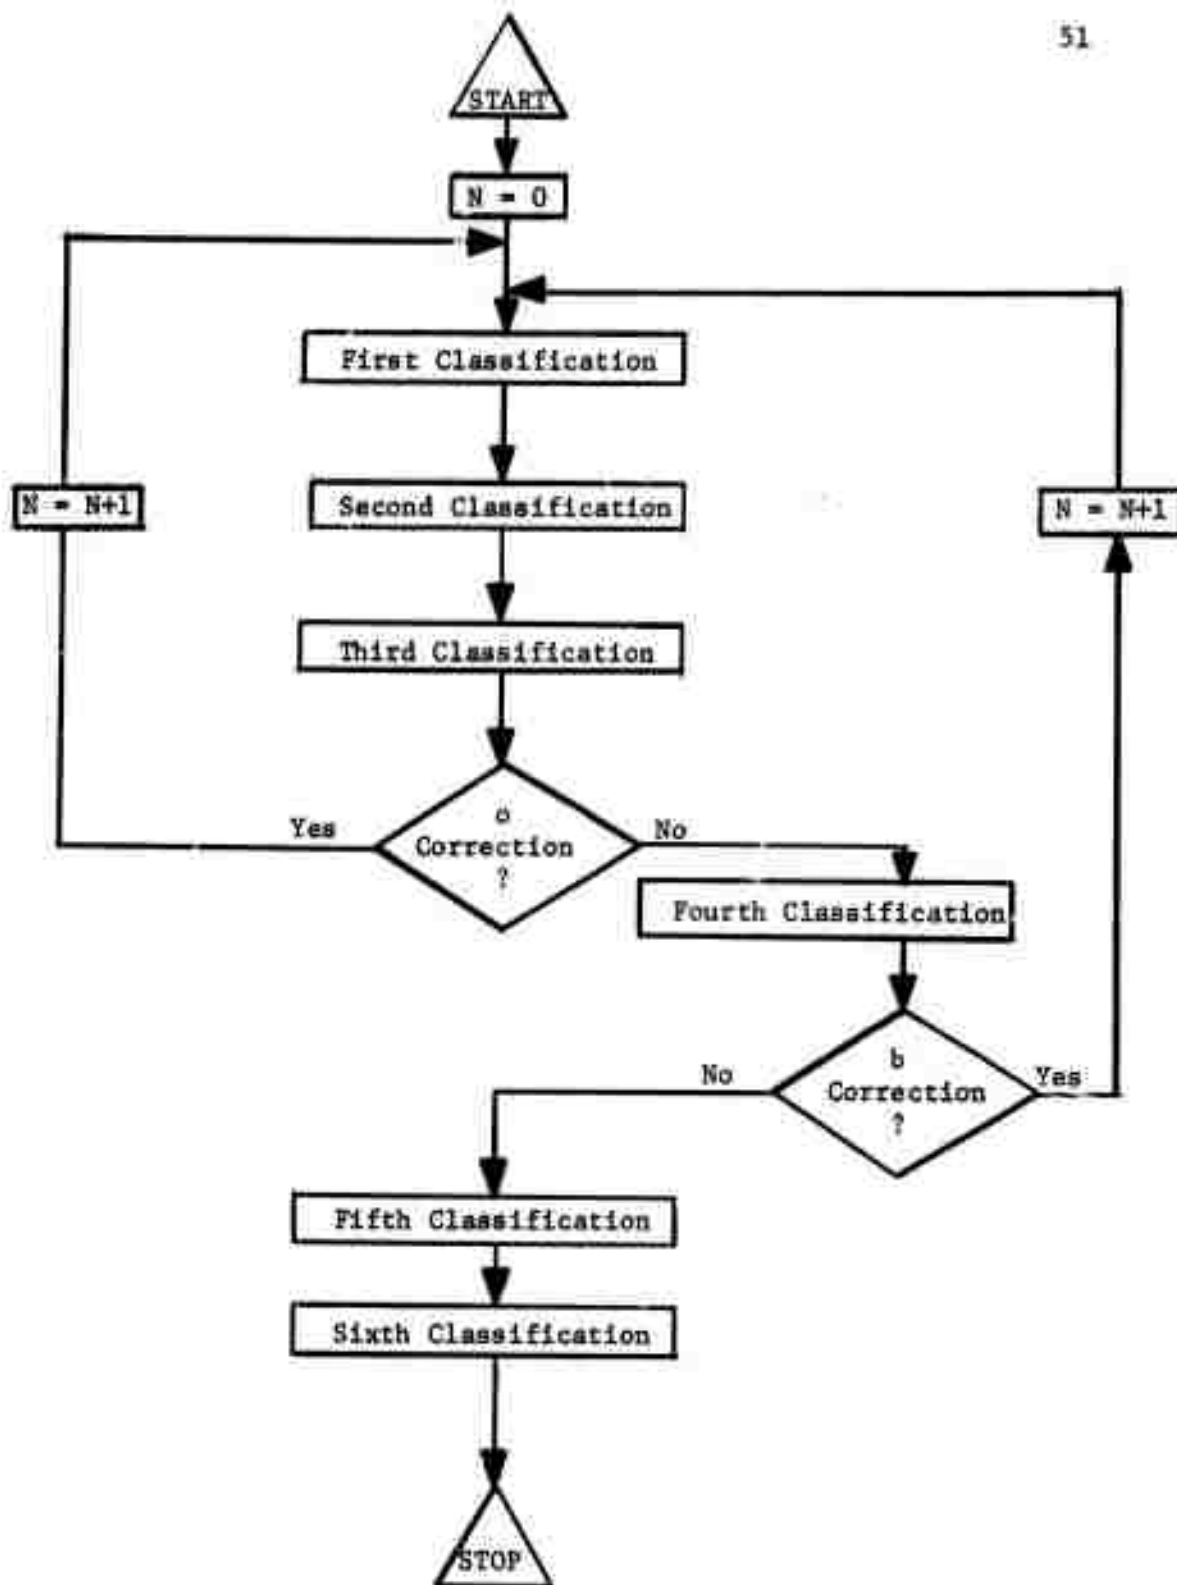 51
START
N = 0
First Classification
N = N+1
Second Classification
N = N+1
Third Classification
Yes
o
Correction
?
No
Fourth Classification
No
b
Correction
?
Yes
Fifth Classification
Sixth Classification
STOP